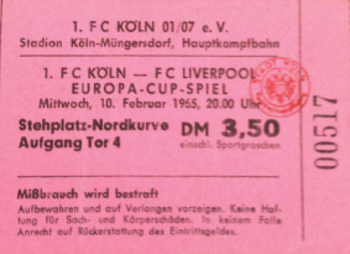 1. FC KÖLN 01/07 e. V.
Stadion Köln-Müngersdorf, Hauptkampfbahn
1. FC KÖLN — FC LIVERPOOL
EUROPA-CUP-SPIEL
Mittwoch, 10. Februar 1965, 20.00 Uhr
Stehplatz-Nordkurve DM 3,50
Aufgang Tor 4 einschl. Sportgroschen
00517
Mißbrauch wird bestraft
Aufbewahren und auf Verlangen vorzeigen. Keine Haf-
tung für Sach- und Körperschäden. In keinem Falle
Anrecht auf Rückerstattung des Eintrittsgeldes.